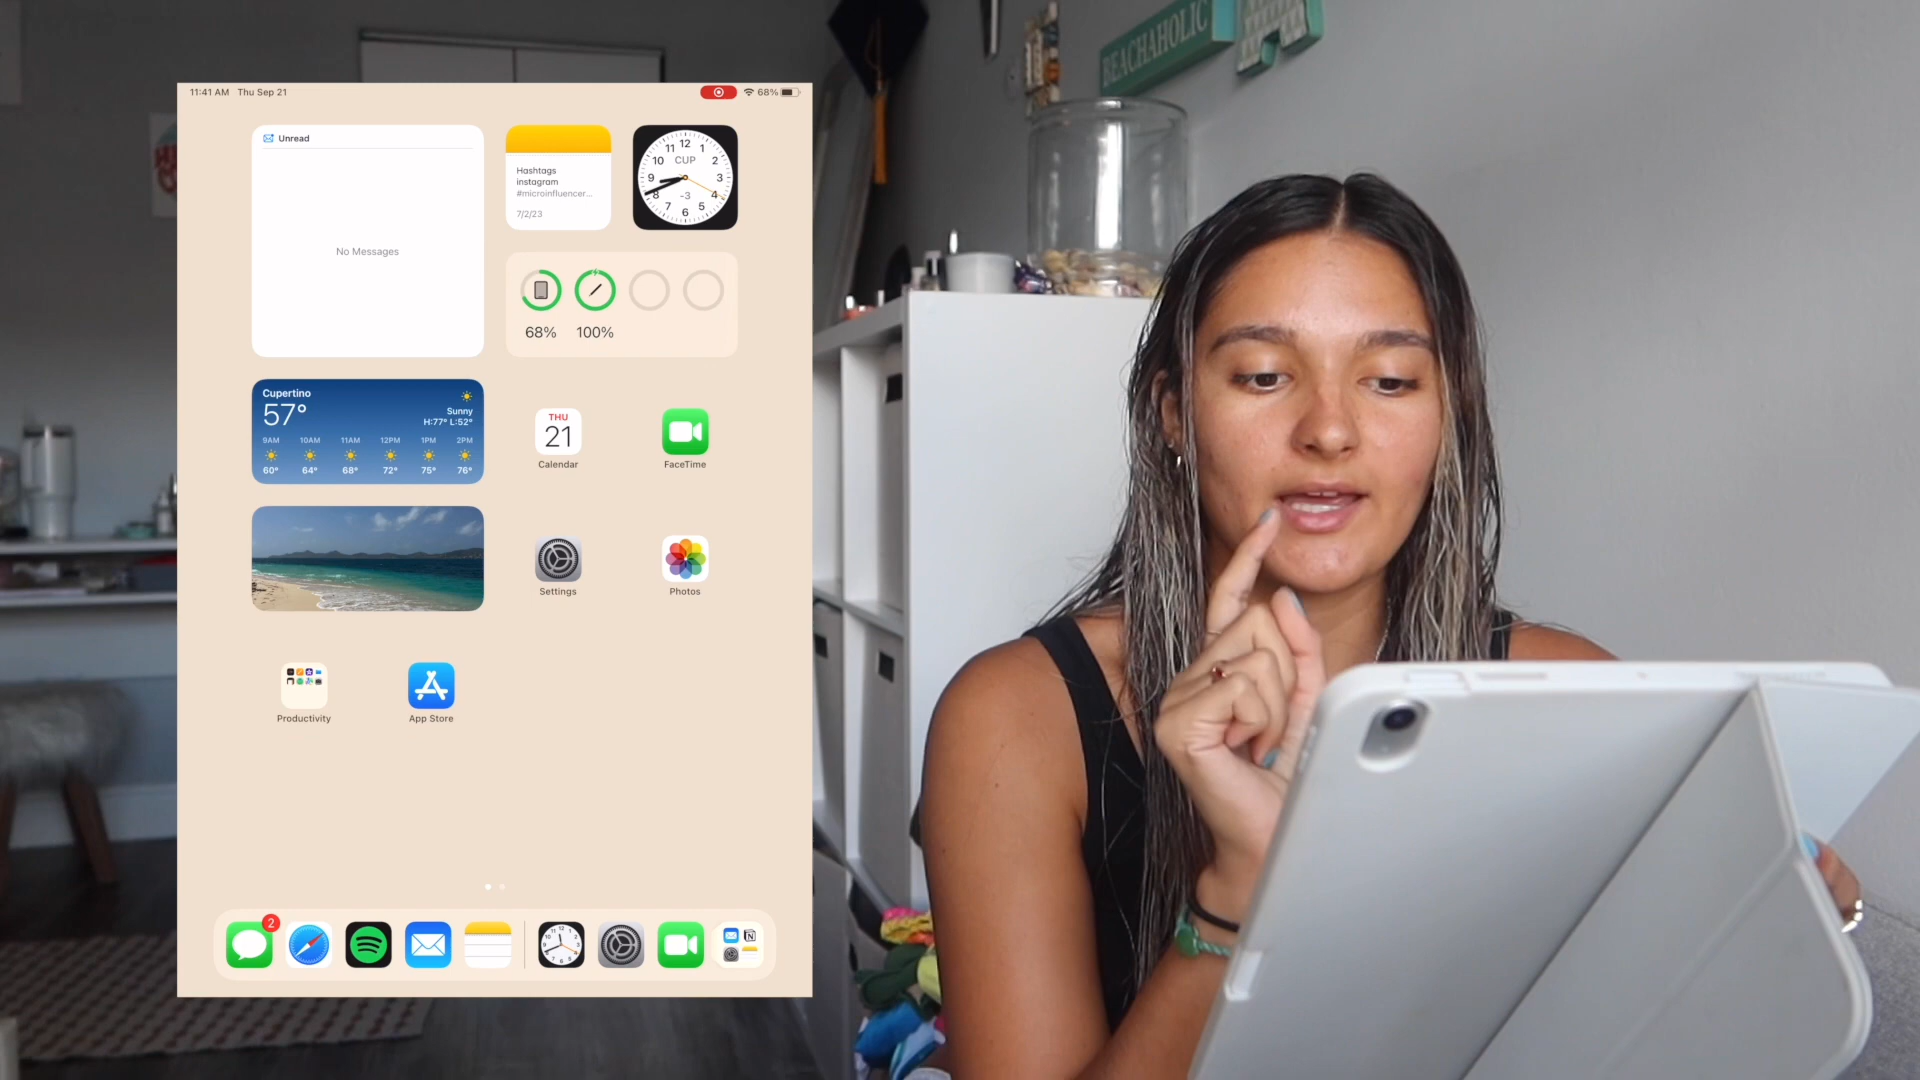 BEACHAHOLIC
11:41 AM Thu Sep 21
68%
Unread
No Messages
Hashtags
instagram
#microinfluencer...
7/2/23
12
11 1
10 CUP 2
9 3
8 -3 4
7 5
6
68% 100%
Cupertino
57°
Sunny
H:77° L:52°
9AM 10AM 11AM 12PM 1PM 2PM
60° 64° 68° 72° 75° 76°
THU
21
Calendar
FaceTime
Settings
Photos
Productivity
App Store
2